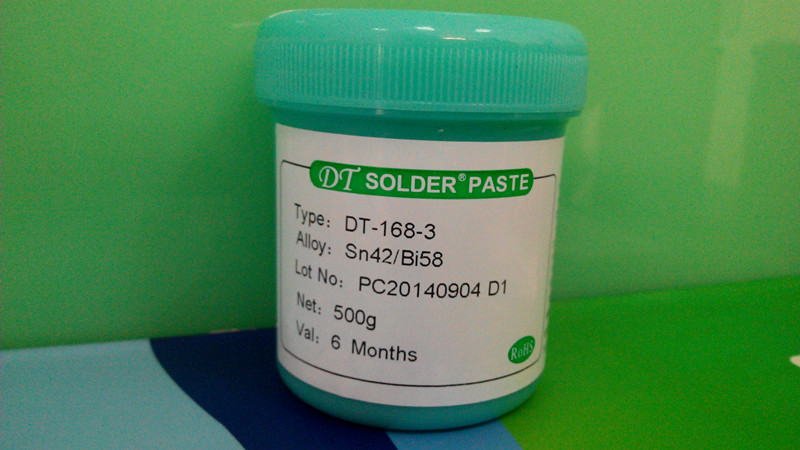 DT SOLDER® PASTE
Type: DT-168-3
Alloy: Sn42/Bi58
Lot No: PC20140904 D1
Net: 500g
Val: 6 Months
RoHS